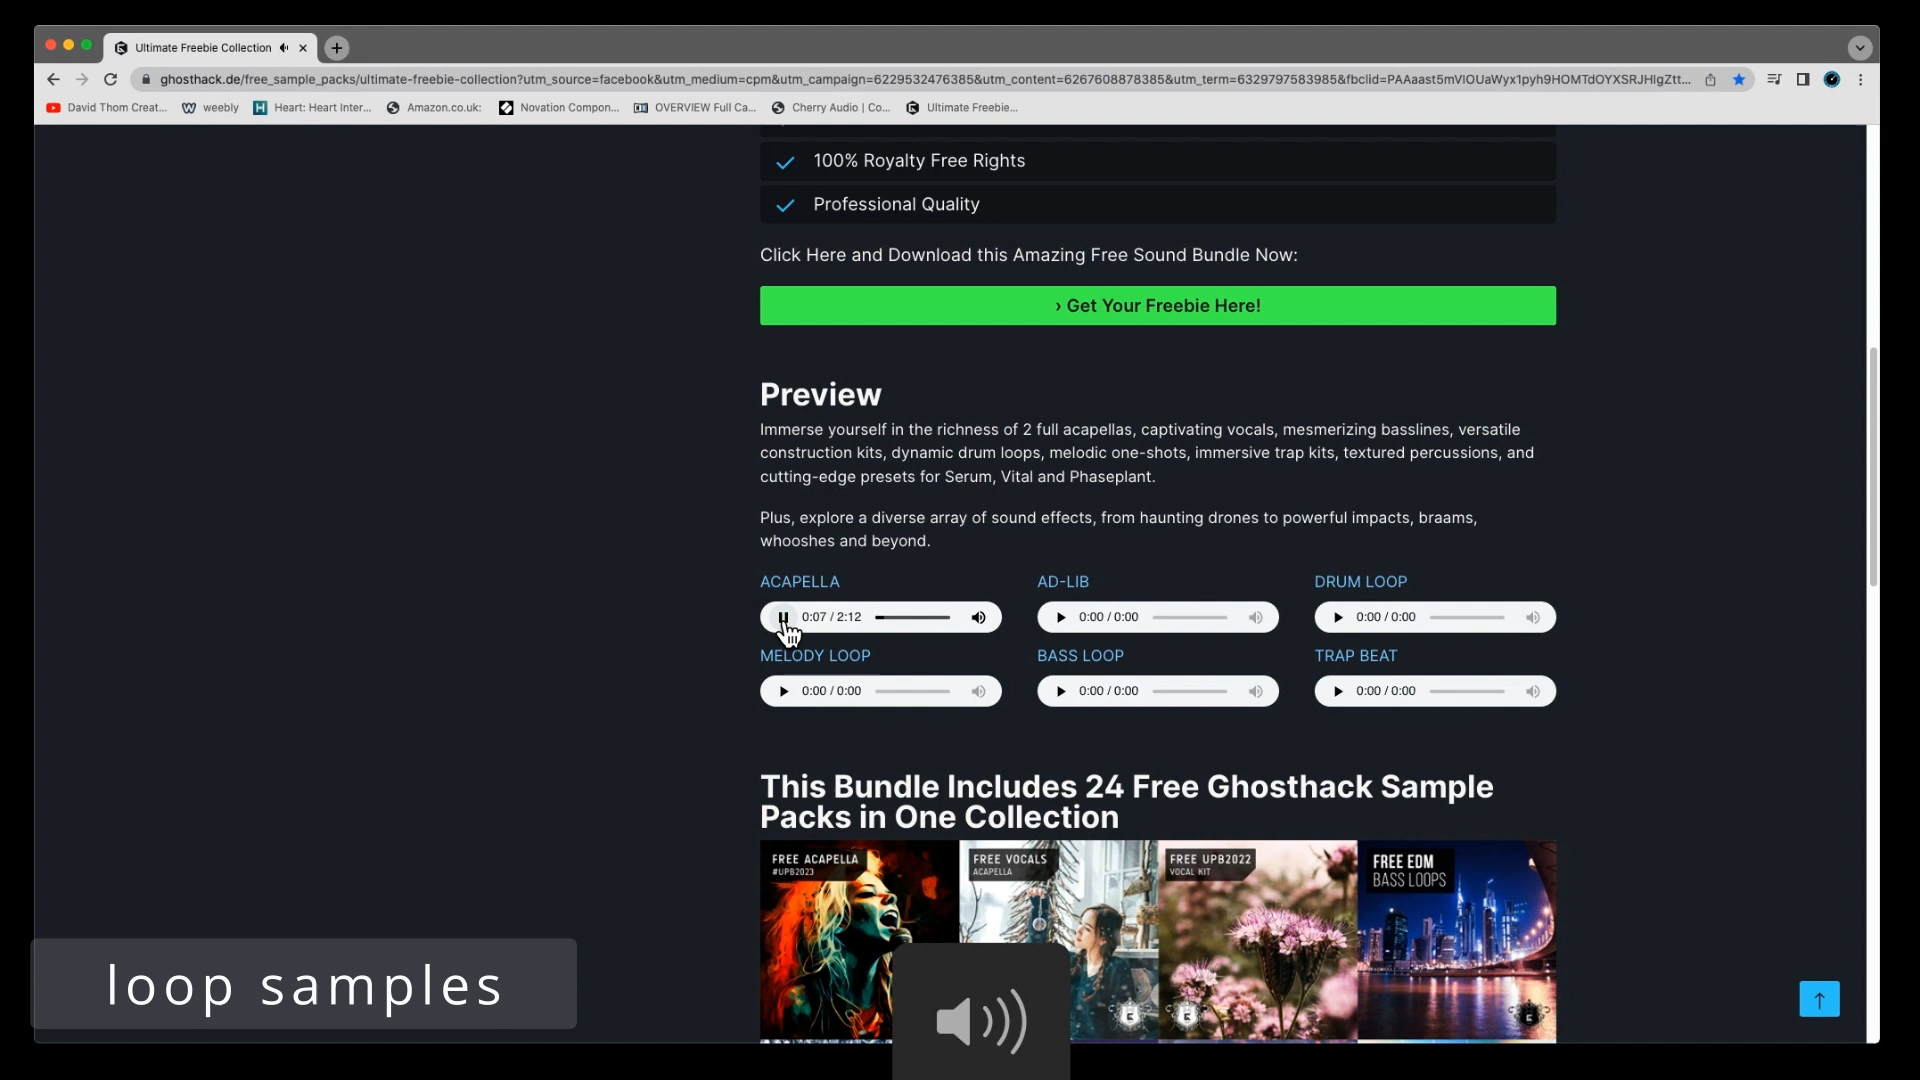 Ultimate Freebie Collection
ghosthack.de/free_sample_packs/ultimate-freebie-collection?utm_source=facebook&utm_medium=cpm&utm_campaign=6229532476385&utm_content=6267608878385&utm_term=6329797583985&fbclid=PAAaast5mVlOUaWyx1pyh9HOMTdOYXSRJHIgZtt...
David Thom Creat... weebly Heart: Heart Inter... Amazon.co.uk: Novation Compon... OVERVIEW Full Ca... Cherry Audio | Co... Ultimate Freebie...
100% Royalty Free Rights
Professional Quality
Click Here and Download this Amazing Free Sound Bundle Now:
› Get Your Freebie Here!
Preview
Immerse yourself in the richness of 2 full acapellas, captivating vocals, mesmerizing basslines, versatile
construction kits, dynamic drum loops, melodic one-shots, immersive trap kits, textured percussions, and
cutting-edge presets for Serum, Vital and Phaseplant.
Plus, explore a diverse array of sound effects, from haunting drones to powerful impacts, braams,
whooshes and beyond.
ACAPELLA AD-LIB DRUM LOOP
0:07 / 2:12 0:00 / 0:00 0:00 / 0:00
MELODY LOOP BASS LOOP TRAP BEAT
0:00 / 0:00 0:00 / 0:00 0:00 / 0:00
This Bundle Includes 24 Free Ghosthack Sample
Packs in One Collection
FREE ACAPELLA
#UPB2023
FREE VOCALS
ACAPELLA
FREE UPB2022
VOCAL KIT
FREE EDM
BASS LOOPS
loop samples